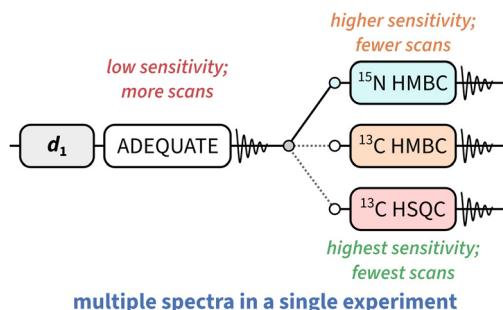 higher sensitivity;
fewer scans
low sensitivity;
more scans
¹⁵N HMBC
d₁
ADEQUATE
¹³C HMBC
¹³C HSQC
highest sensitivity;
fewest scans
multiple spectra in a single experiment